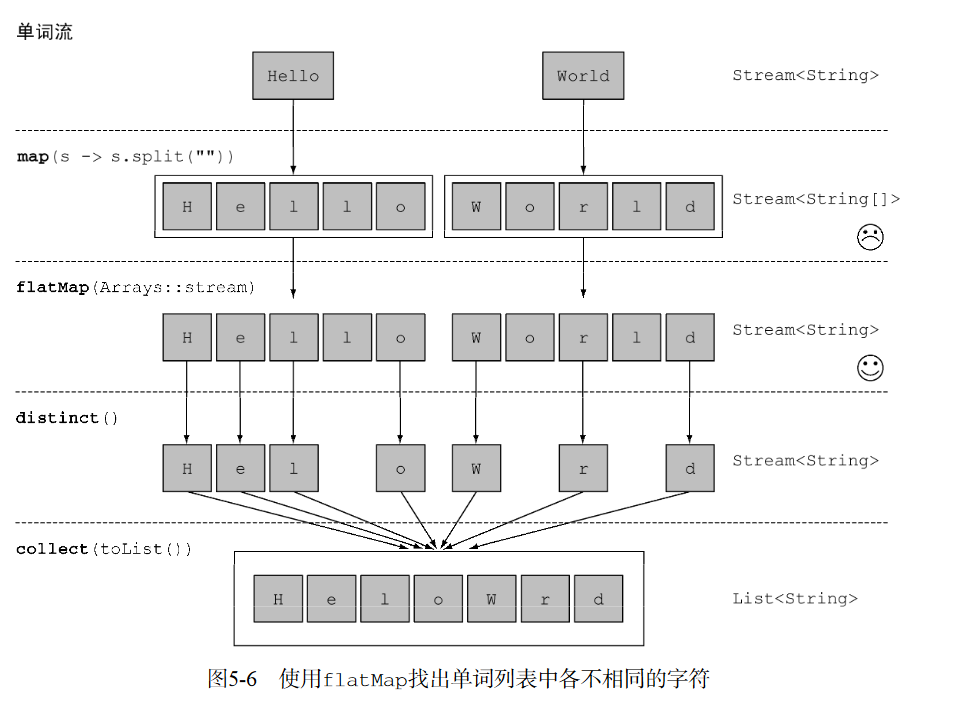 单词流
Hello World Stream<String>
map(s -> s.split(""))
H e l l o W o r l d Stream<String[]>
flatMap(Arrays::stream)
H e l l o W o r l d Stream<String>
distinct()
H e l o W r d Stream<String>
collect(toList())
H e l o W r d List<String>
图5-6 使用flatMap找出单词列表中各不相同的字符